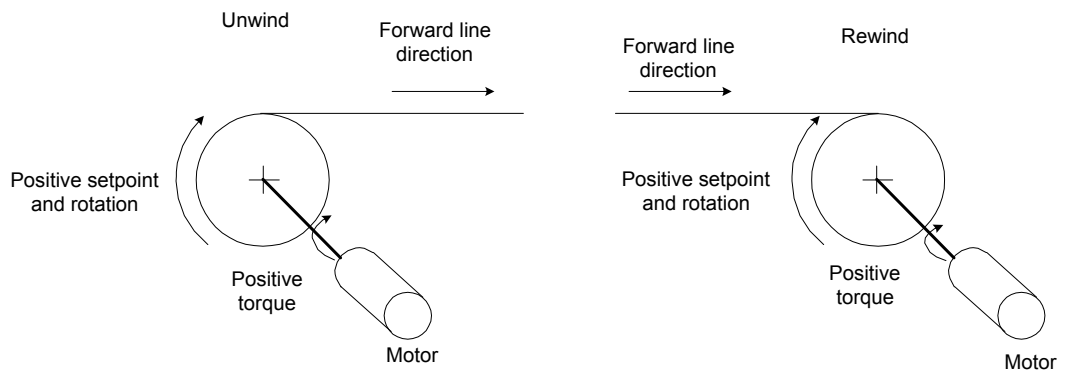 Unwind
Forward line
direction
Positive setpoint
and rotation
Positive
torque
Motor
Forward line
direction
Rewind
Positive setpoint
and rotation
Positive
torque
Motor